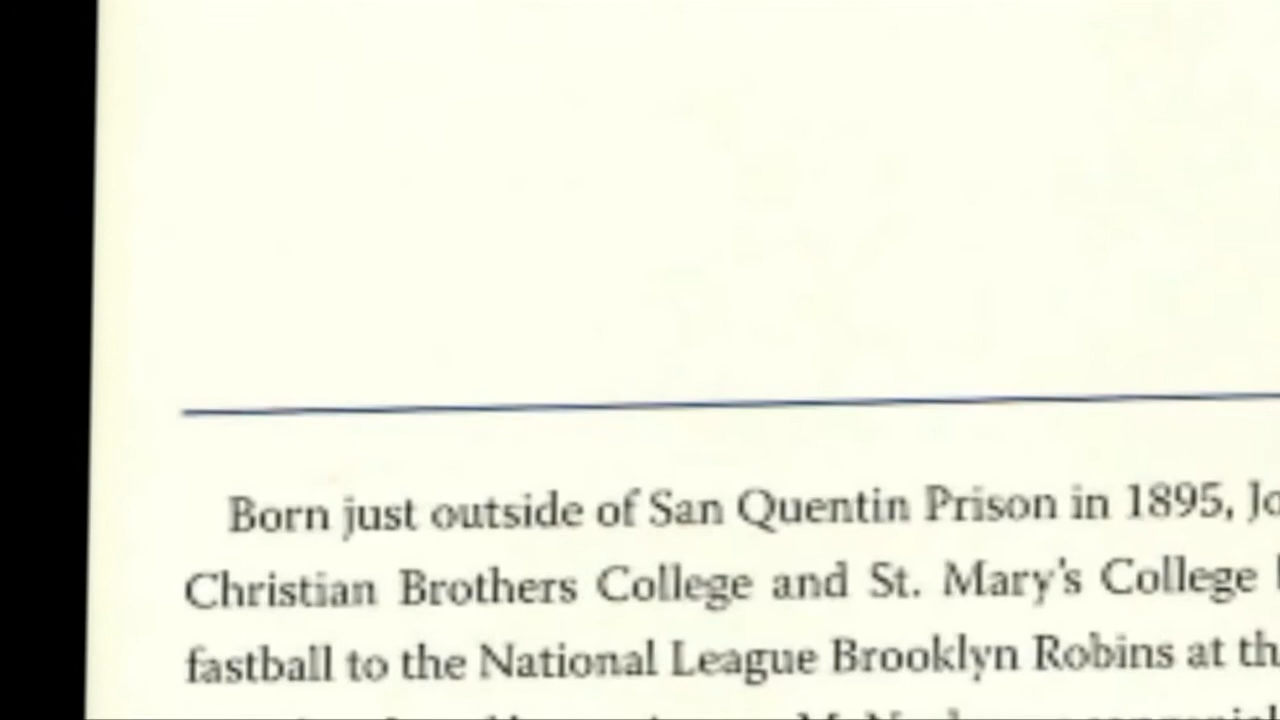 Born just outside of San Quentin Prison in 1895, Jo
Christian Brothers College and St. Mary's College
fastball to the National League Brooklyn Robins at th